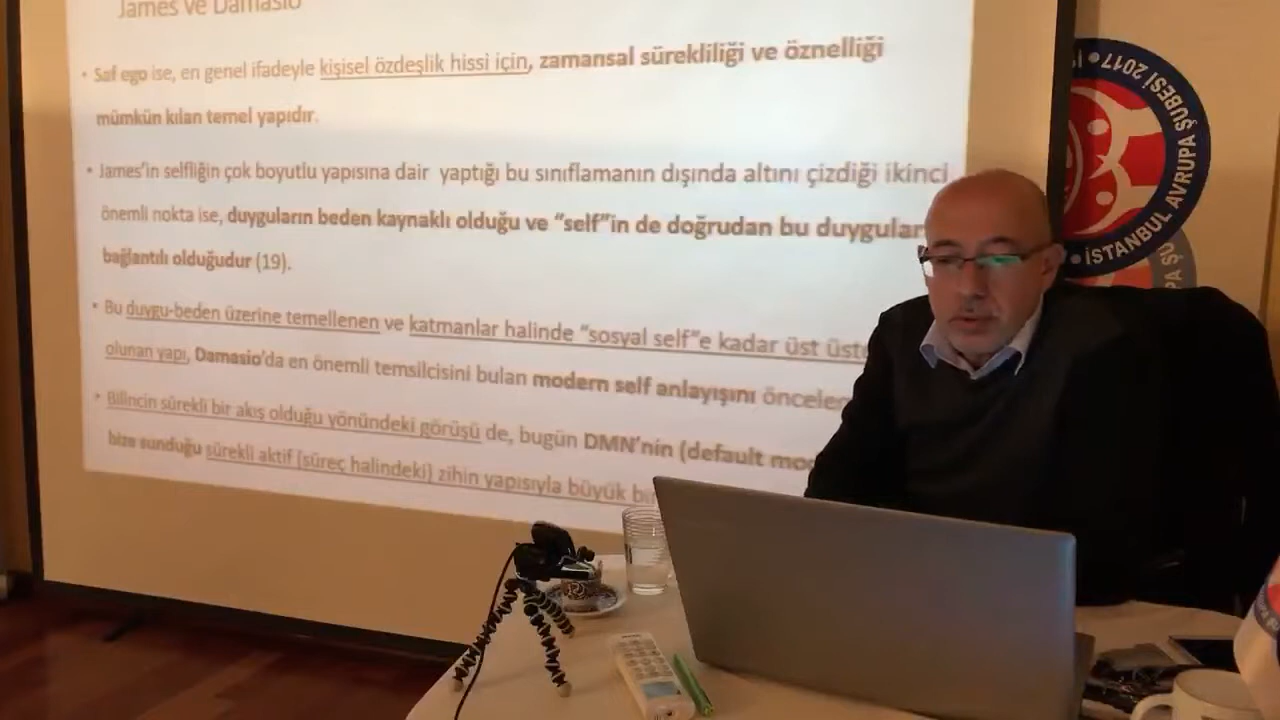 James ve Damasio
• Saf ego ise, en genel ifadeyle kişisel özdeşlik hissi için, zamansal sürekliliği ve öznelliği
mümkün kılan temel yapıdır.
• James'in selfliğin çok boyutlu yapısına dair yaptığı bu sınıflamanın dışında altını çizdiği ikinci
önemli nokta ise, duyguların beden kaynaklı olduğu ve "self"in de doğrudan bu duygular
bağlantılı olduğudur (19).
• Bu duygu-beden üzerine temellenen ve katmanlar halinde "sosyal self"e kadar üst üst
olunan yapı, Damasio'da en önemli temsilcisini bulan modern self anlayışını öncele
• Bilincin sürekli bir akış olduğu yönündeki görüşü de, bugün DMN'nin (default mo
bize sunduğu sürekli aktif (süreç halindeki) zihin yapısıyla büyük bi
• İSTANBUL AVRUPA ŞUBESİ 2017 •